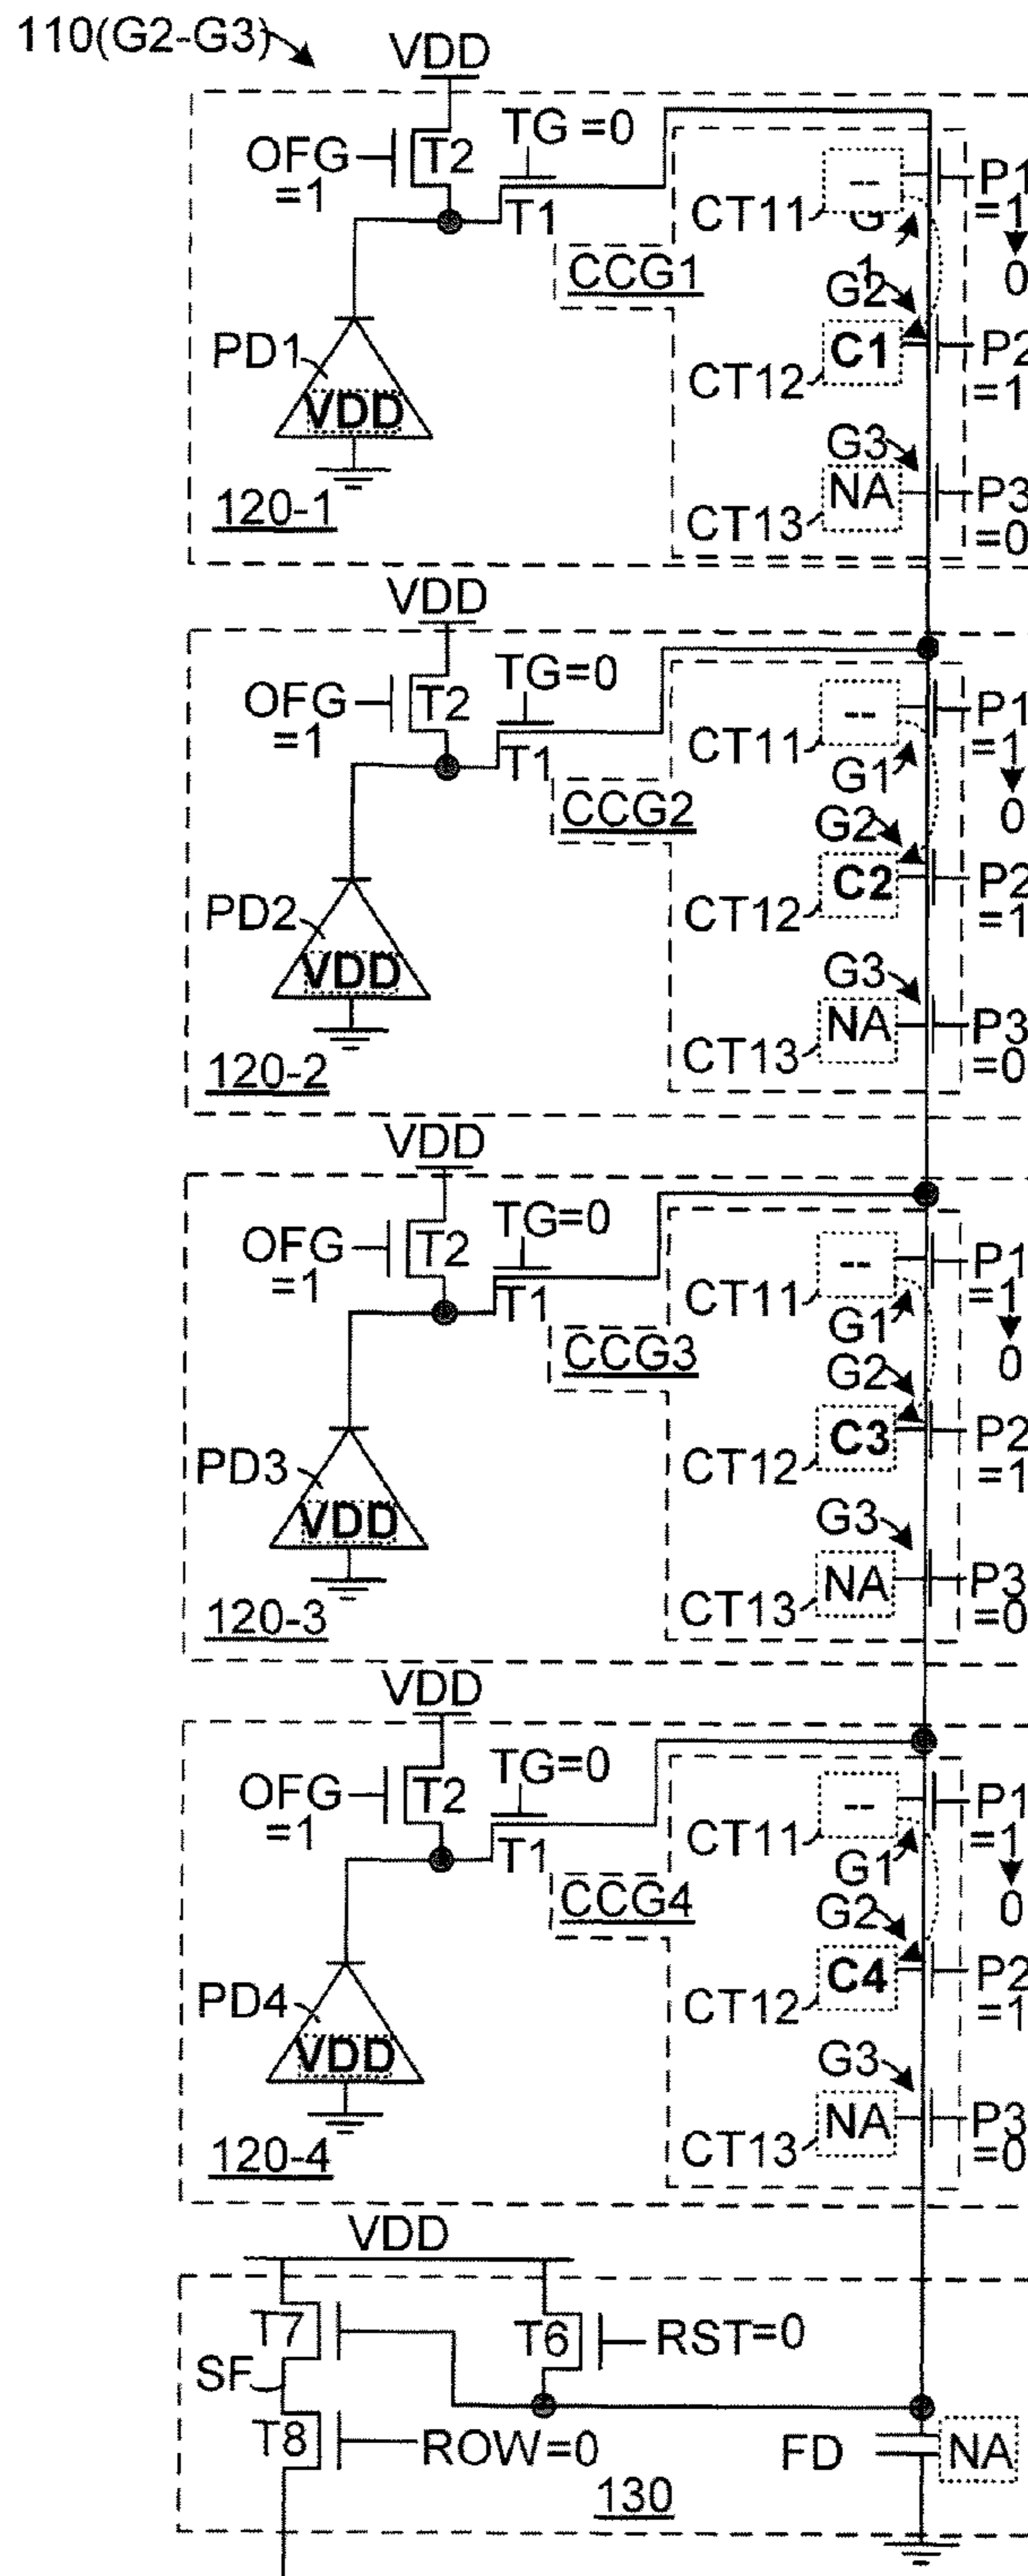 110(G2-G3)
VDD
OFG
=1
T2
TG =0
T1
CCG1
PD1
VDD
120-1
--
CT11
G
1
G2
C1
CT12
G3
NA
CT13
P1
=1
0
P2
=1
P3
=0
VDD
OFG
=1
T2
TG=0
T1
CCG2
PD2
VDD
120-2
--
CT11
G1
G2
C2
CT12
G3
NA
CT13
P1
=1
0
P2
=1
P3
=0
VDD
OFG
=1
T2
TG=0
T1
CCG3
PD3
VDD
120-3
--
CT11
G1
G2
C3
CT12
G3
NA
CT13
P1
=1
0
P2
=1
P3
=0
VDD
OFG
=1
T2
TG=0
T1
CCG4
PD4
VDD
120-4
--
CT11
G1
G2
C4
CT12
G3
NA
CT13
P1
=1
0
P2
=1
P3
=0
VDD
T7
T6
RST=0
SF
T8
ROW=0
FD
NA
130